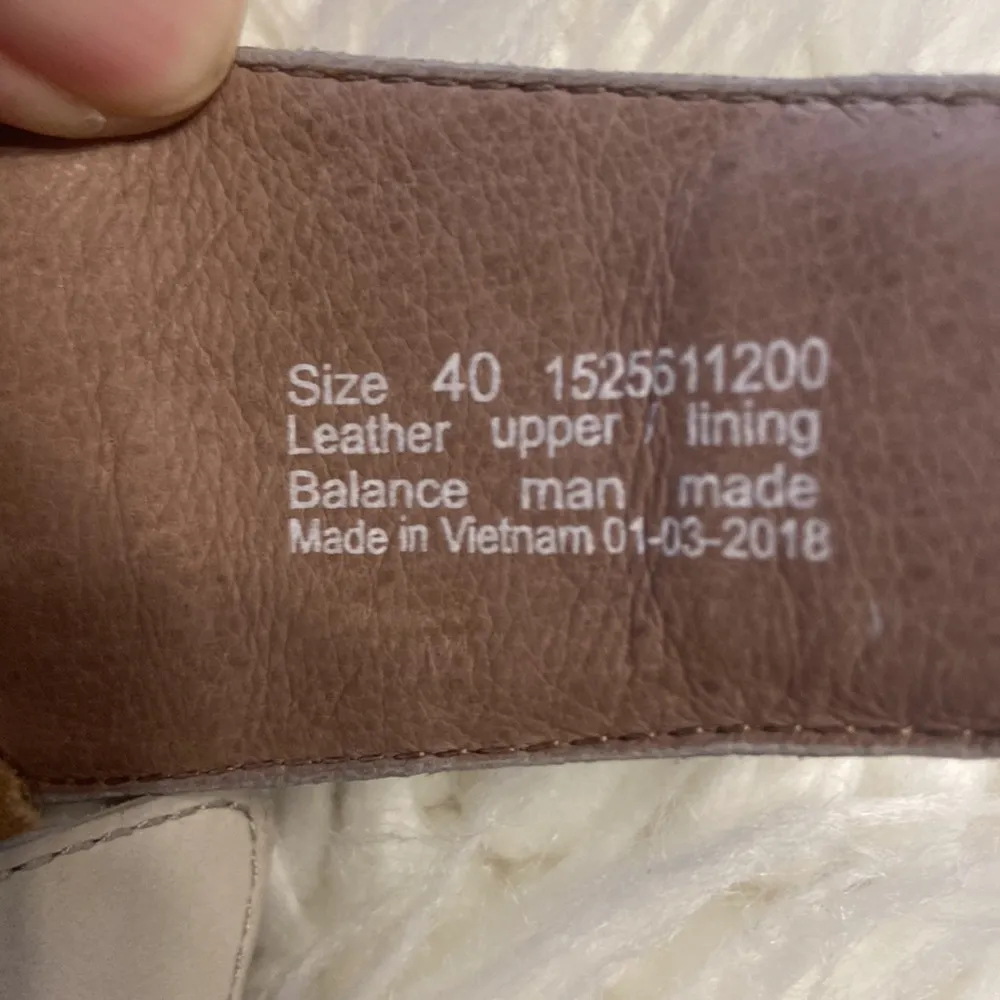 Size 40 1525611200
Leather upper / lining
Balance man made
Made in Vietnam 01-03-2018